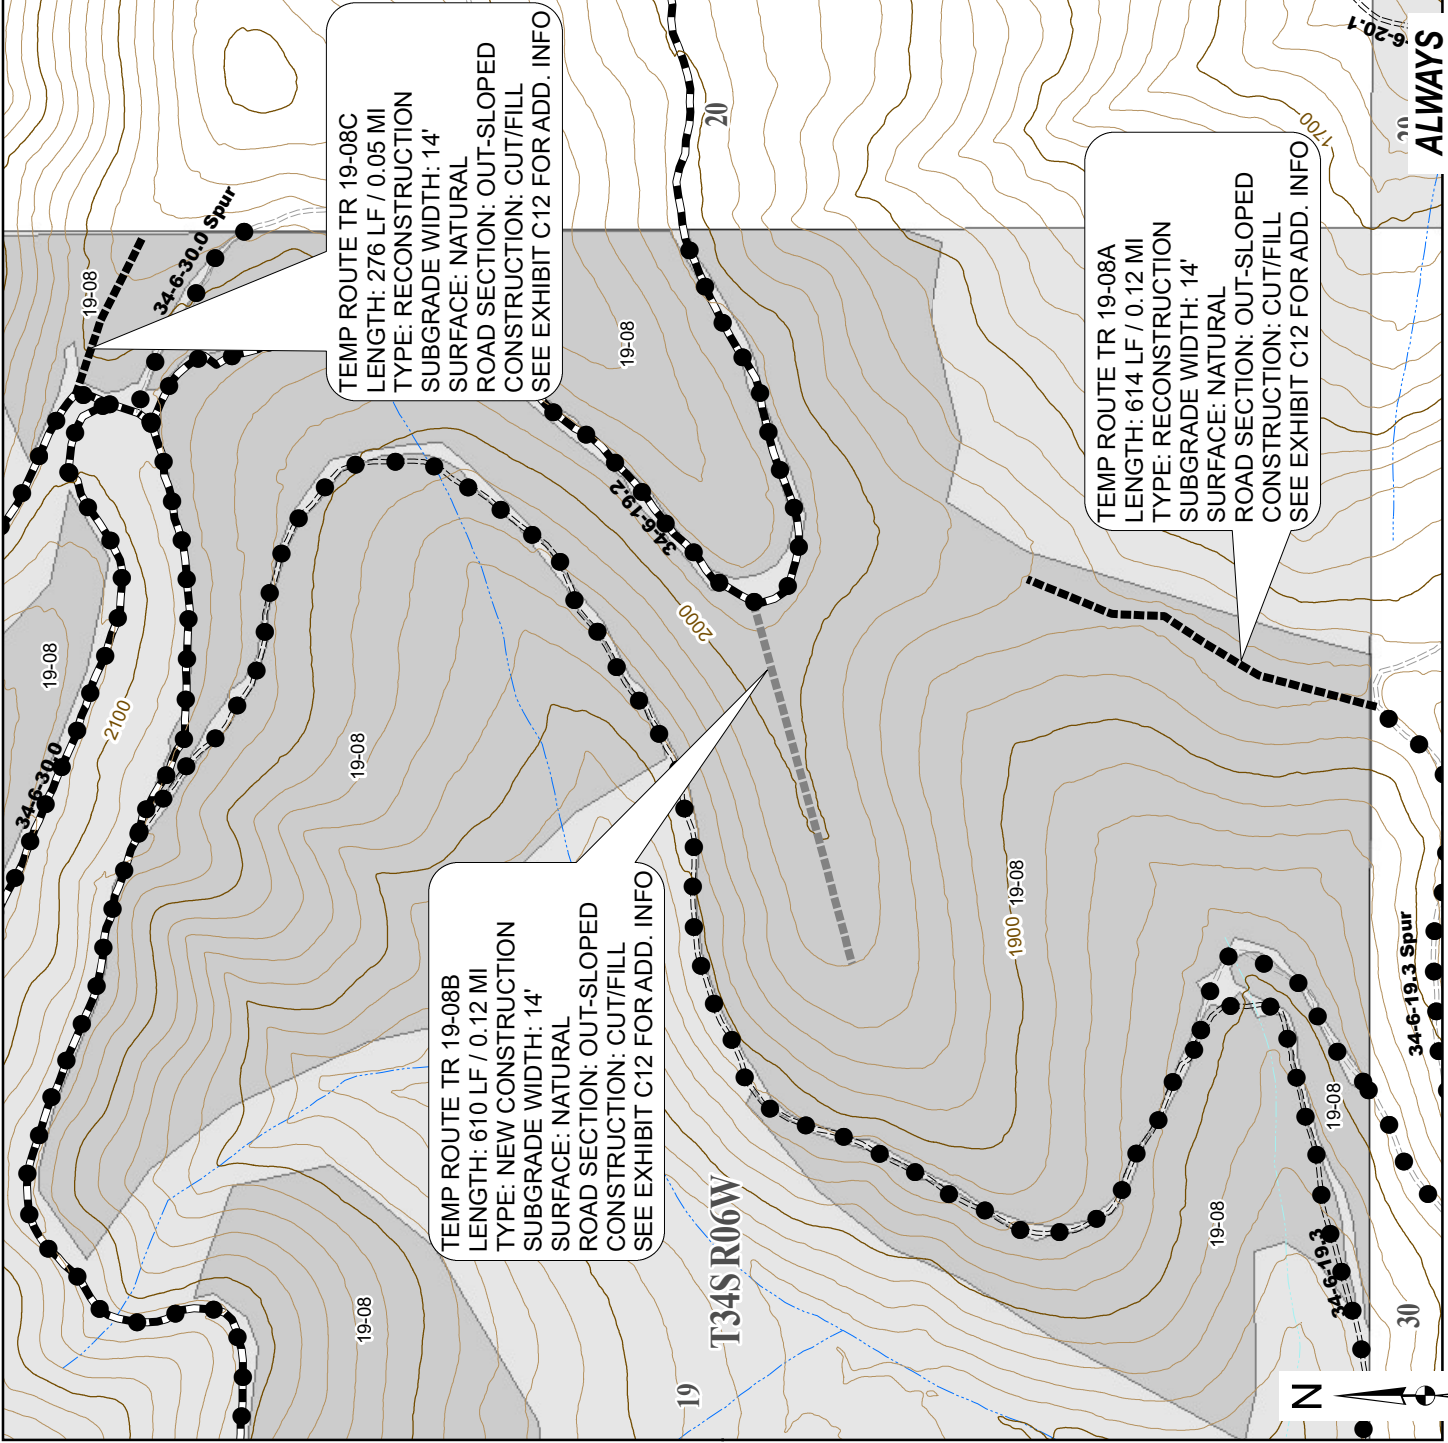 TEMP ROUTE TR 19-08C
LENGTH: 276 LF / 0.05 MI
TYPE: RECONSTRUCTION
SUBGRADE WIDTH: 14'
SURFACE: NATURAL
ROAD SECTION: OUT-SLOPED
CONSTRUCTION: CUT/FILL
SEE EXHIBIT C12 FOR ADD. INFO
TEMP ROUTE TR 19-08A
LENGTH: 614 LF / 0.12 MI
TYPE: RECONSTRUCTION
SUBGRADE WIDTH: 14'
SURFACE: NATURAL
ROAD SECTION: OUT-SLOPED
CONSTRUCTION: CUT/FILL
SEE EXHIBIT C12 FOR ADD. INFO
TEMP ROUTE TR 19-08B
LENGTH: 610 LF / 0.12 MI
TYPE: NEW CONSTRUCTION
SUBGRADE WIDTH: 14'
SURFACE: NATURAL
ROAD SECTION: OUT-SLOPED
CONSTRUCTION: CUT/FILL
SEE EXHIBIT C12 FOR ADD. INFO
19-08
34-6-30.0 Spur
20
1700
-6-20.1
ALWAYS
19-08
34-6-19.2
2000
19-08
2100
34-6-30.0
19-08
1900
19-08
34-6-19.3 Spur
19-08
19-08
34-6-19.3
19-08
T34S R06W
19
30
N